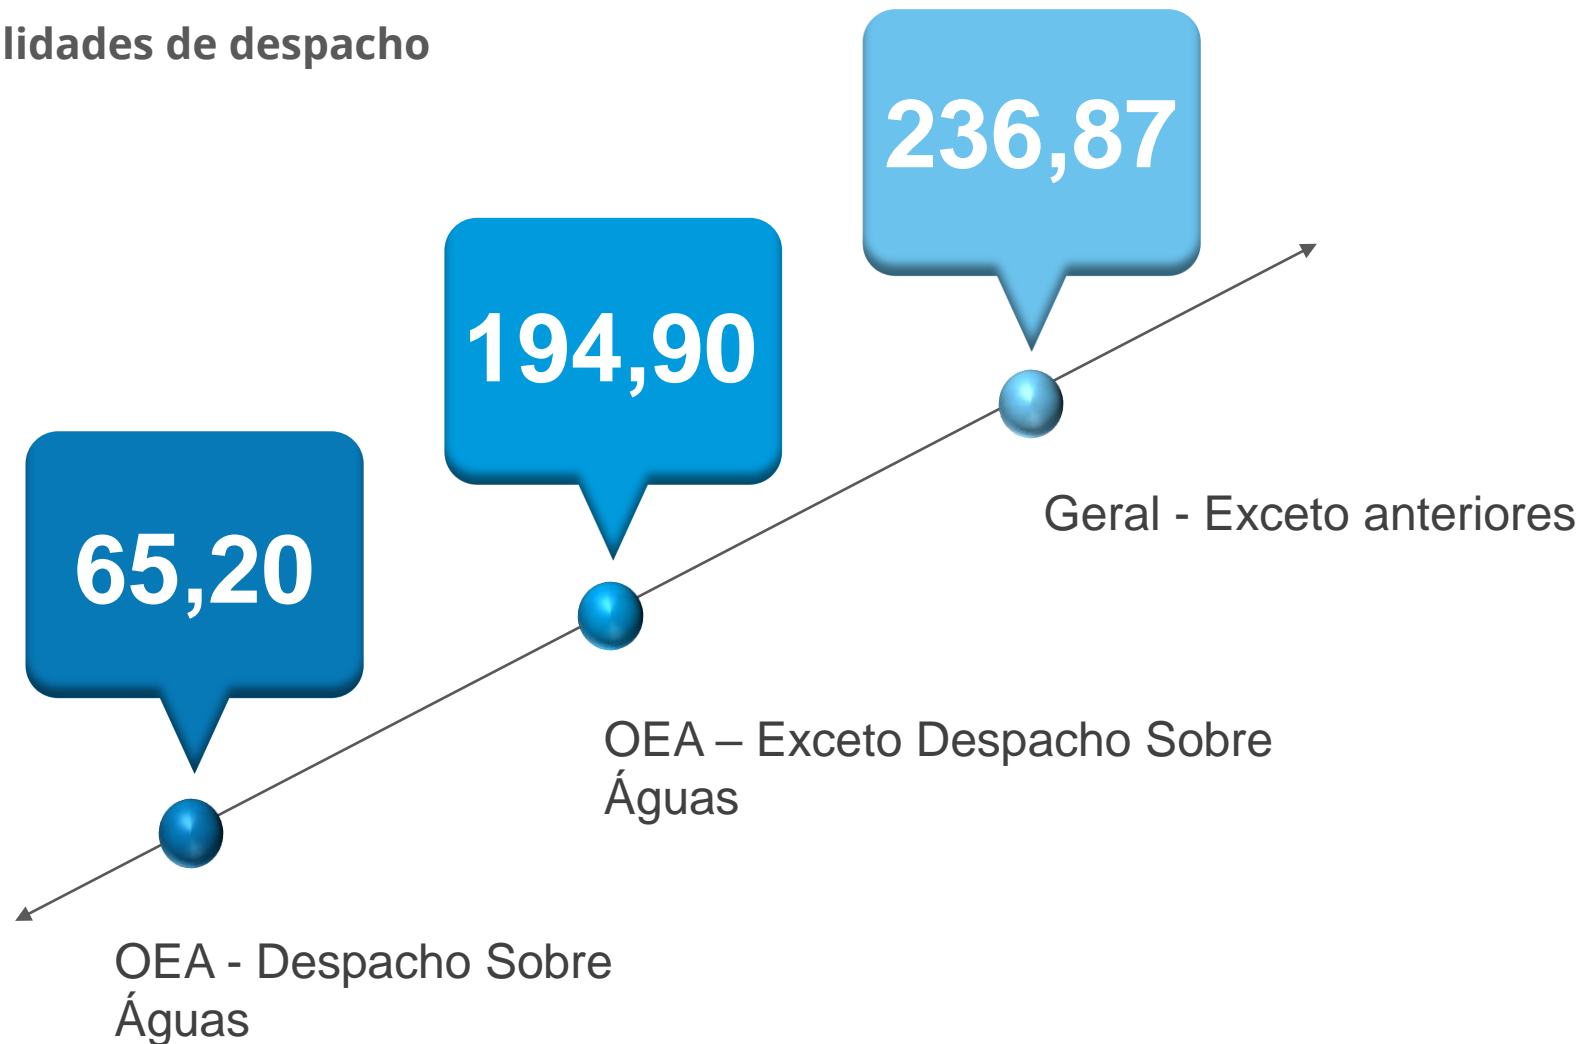 lidades de despacho
236,87
194,90
65,20
Geral - Exceto anteriores
OEA – Exceto Despacho Sobre
Águas
OEA - Despacho Sobre
Águas